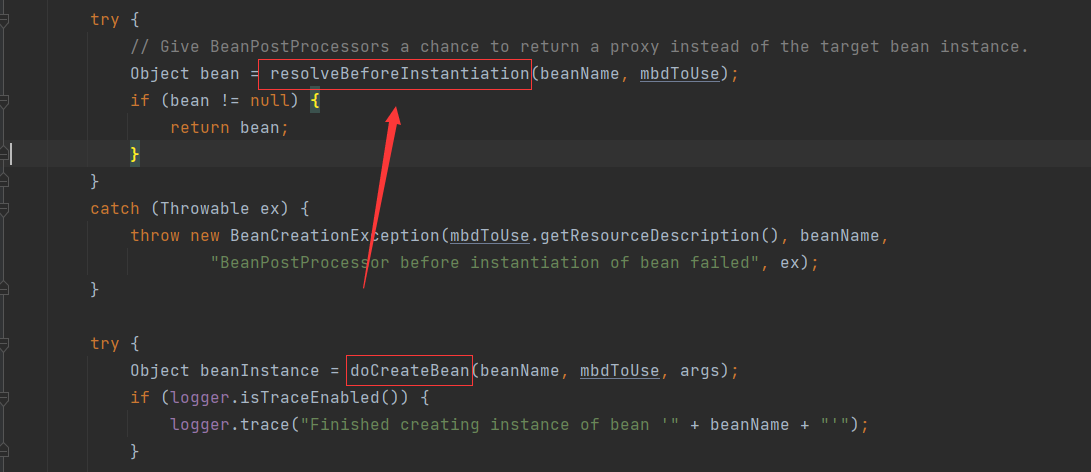 try {
// Give BeanPostProcessors a chance to return a proxy instead of the target bean instance.
Object bean = resolveBeforeInstantiation(beanName, mbdToUse);
if (bean != null) {
return bean;
}
}
catch (Throwable ex) {
throw new BeanCreationException(mbdToUse.getResourceDescription(), beanName,
"BeanPostProcessor before instantiation of bean failed", ex);
}
try {
Object beanInstance = doCreateBean(beanName, mbdToUse, args);
if (logger.isTraceEnabled()) {
logger.trace("Finished creating instance of bean '" + beanName + "'");
}